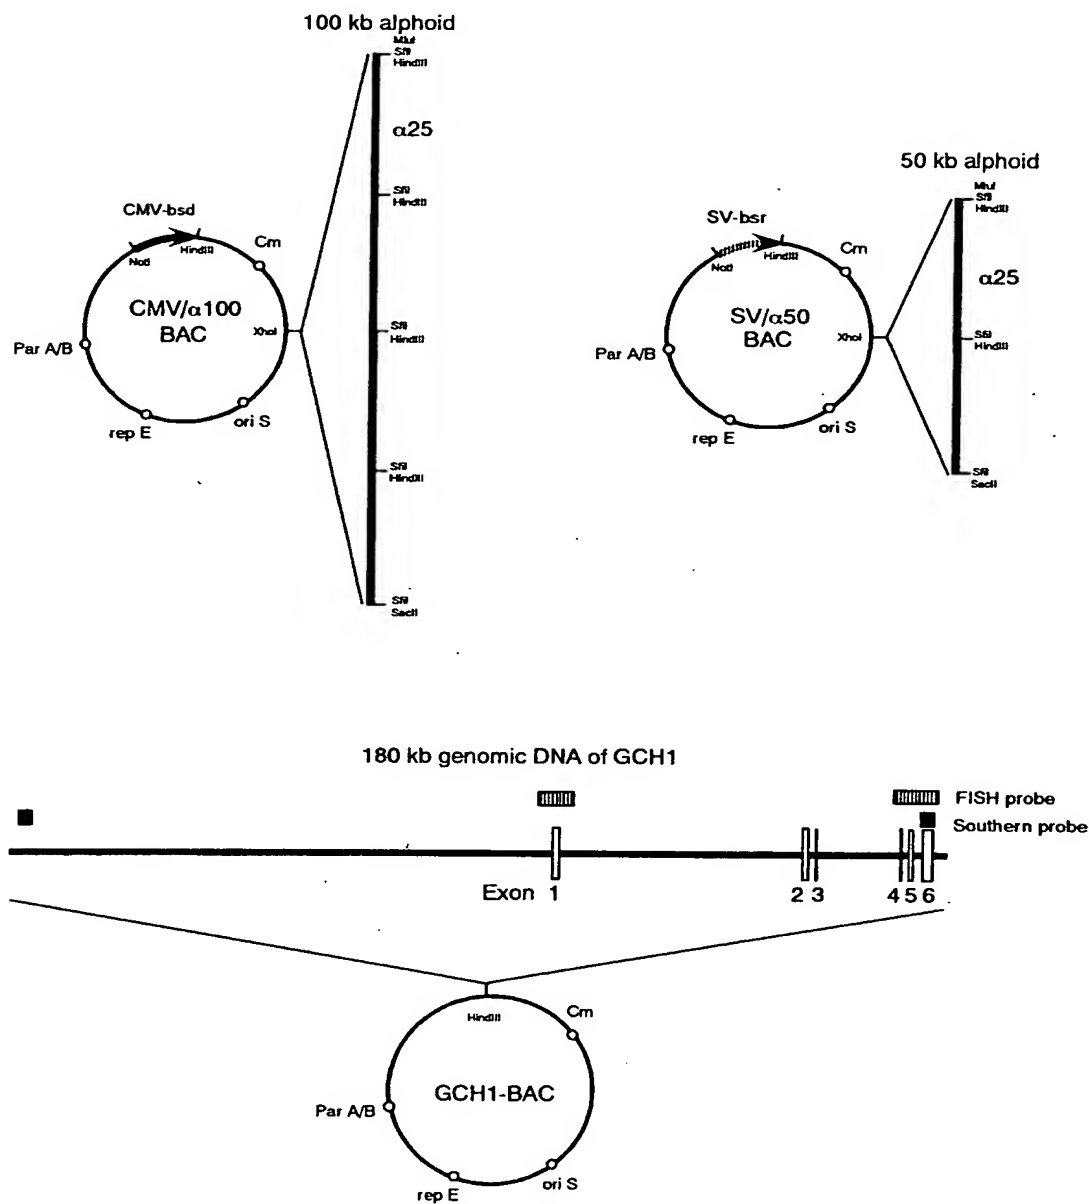 100 kb alphoid
MluI
SfiI
HindIII
α25
SfiI
HindIII
SfiI
HindIII
SfiI
HindIII
SfiI
SacII
CMV-bsd
NotI
HindIII
Cm
CMV/α100
BAC
XhoI
Par A/B
rep E
ori S
50 kb alphoid
MluI
SfiI
HindIII
α25
SfiI
HindIII
SfiI
SacII
SV-bsr
NotI
HindIII
Cm
SV/α50
BAC
XhoI
Par A/B
rep E
ori S
180 kb genomic DNA of GCH1
FISH probe
Southern probe
Exon 1
2 3
4 5 6
HindIII
Cm
GCH1-BAC
Par A/B
rep E
ori S